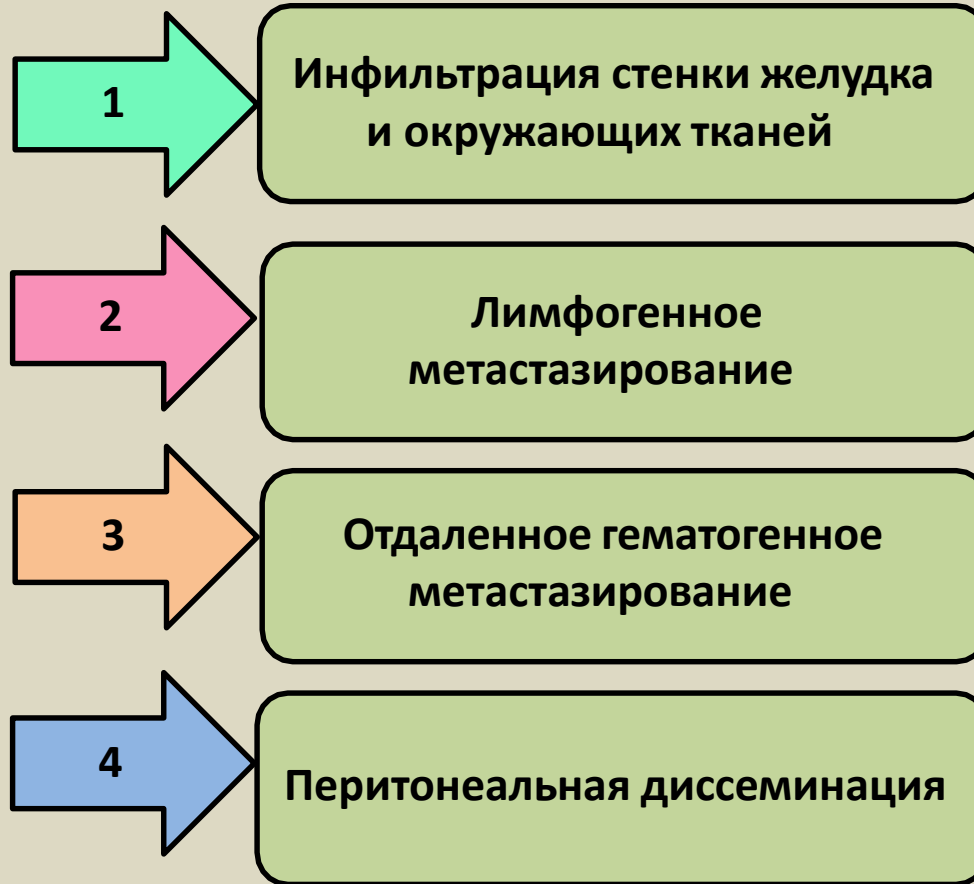 1
Инфильтрация стенки желудка
и окружающих тканей
2
Лимфогенное
метастазирование
3
Отдаленное гематогенное
метастазирование
4
Перитонеальная диссеминация